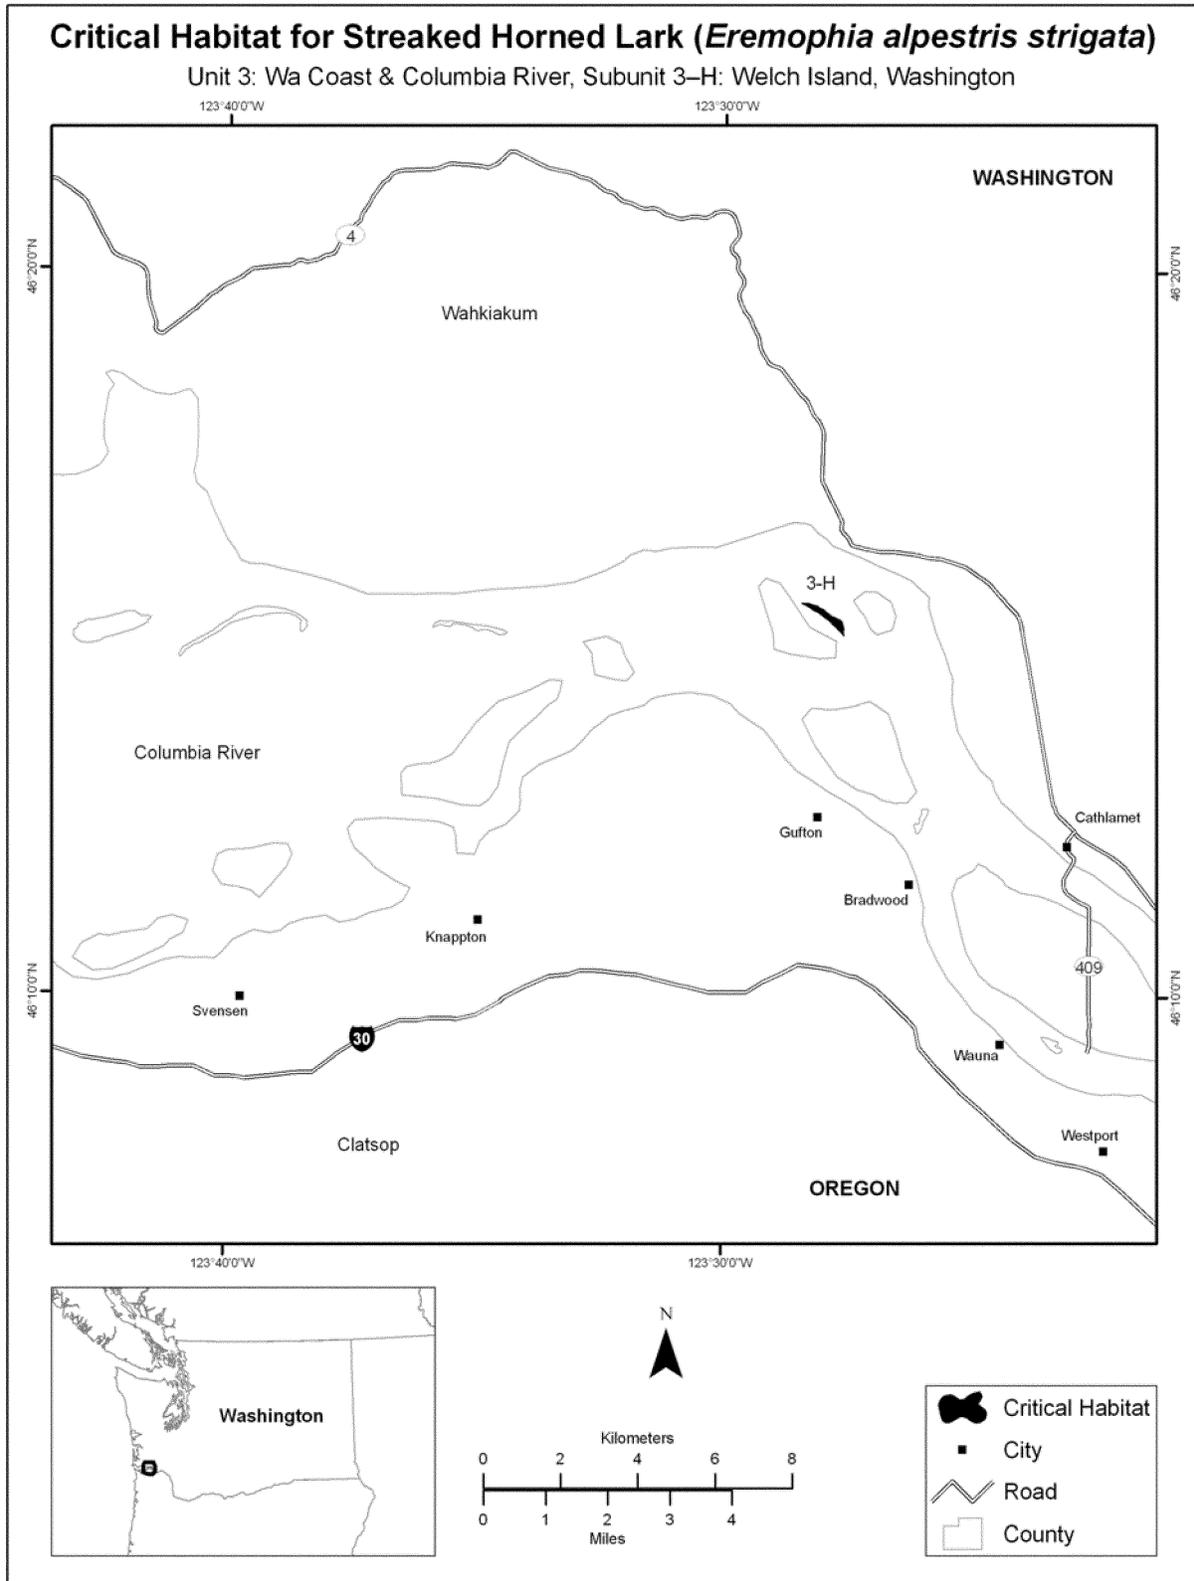 Critical Habitat for Streaked Horned Lark (Eremophia alpestris strigata)
Unit 3: Wa Coast & Columbia River, Subunit 3–H: Welch Island, Washington
123°40'0"W
123°30'0"W
WASHINGTON
4
46°20'0"N
46°20'0"N
Wahkiakum
3-H
Columbia River
Cathlamet
Gufton
Bradwood
Knappton
409
46°10'0"N
46°10'0"N
Svensen
30
Wauna
Westport
Clatsop
OREGON
123°40'0"W
123°30'0"W
N
Washington
Kilometers
0 2 4 6 8
0 1 2 3 4
Miles
Critical Habitat
City
Road
County